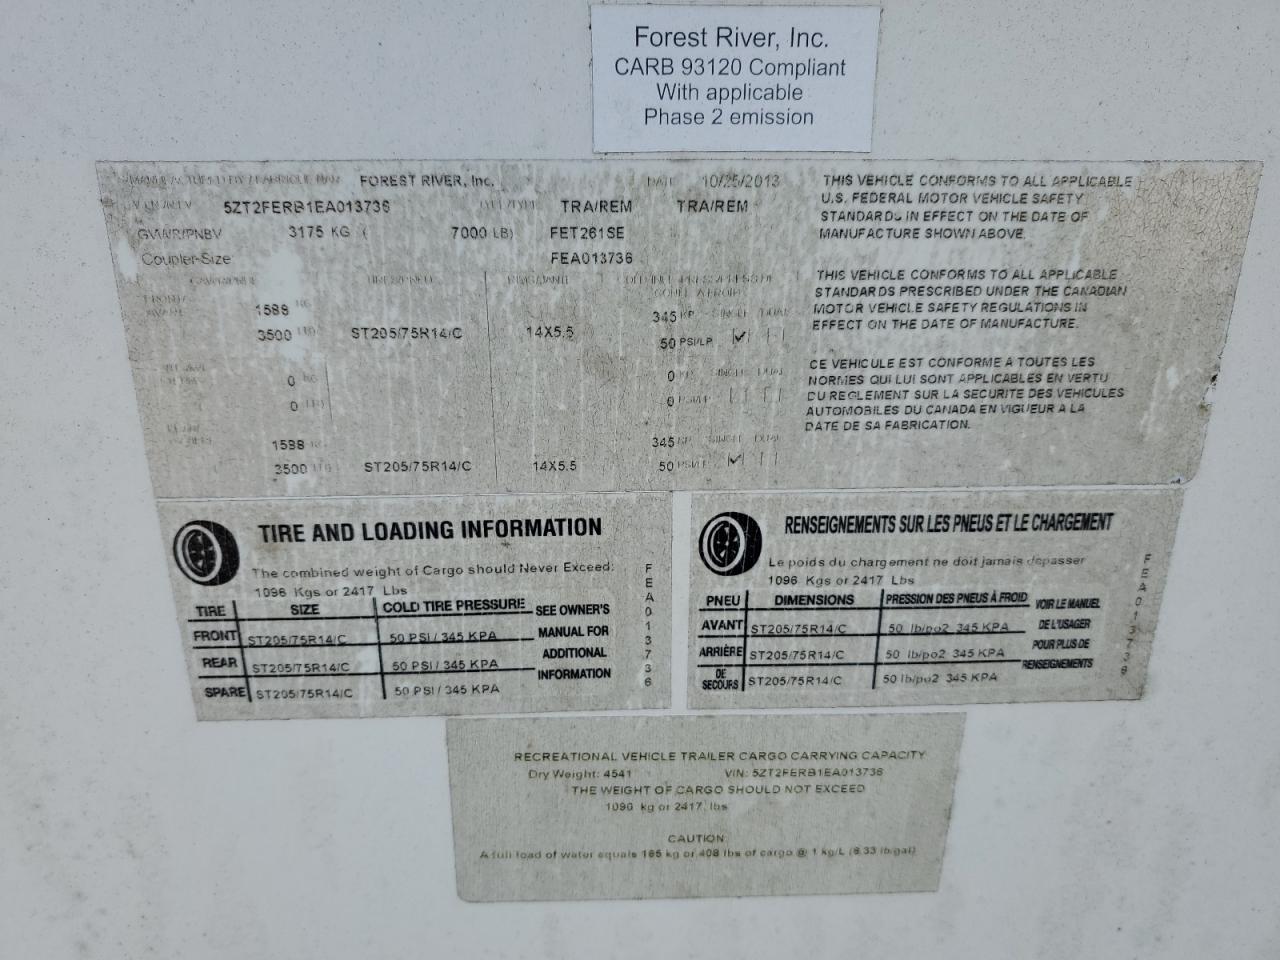 Forest River, Inc.
CARB 93120 Compliant
With applicable
Phase 2 emission
FOREST RIVER, Inc. DATE 10/25/2013
5ZT2FERB1EA013736 TRA/REM TRA/REM
GVWR/PNBV 3175 KG ( 7000 LB) FET261SE
Coupler-Size FEA013736
1588 KG 345 KP SINGLE DUAL
3500 ST205/75R14/C 14X5.5 50 PSI/LP ✓
0 KG 0 SINGLE DUAL
0 0
1588 345 KP SINGLE DUAL
3500 ST205/75R14/C 14X5.5 50 ✓
THIS VEHICLE CONFORMS TO ALL APPLICABLE
U.S. FEDERAL MOTOR VEHICLE SAFETY
STANDARDS IN EFFECT ON THE DATE OF
MANUFACTURE SHOWN ABOVE.
THIS VEHICLE CONFORMS TO ALL APPLICABLE
STANDARDS PRESCRIBED UNDER THE CANADIAN
MOTOR VEHICLE SAFETY REGULATIONS IN
EFFECT ON THE DATE OF MANUFACTURE.
CE VEHICULE EST CONFORME A TOUTES LES
NORMES QUI LUI SONT APPLICABLES EN VERTU
DU REGLEMENT SUR LA SECURITE DES VEHICULES
AUTOMOBILES DU CANADA EN VIGUEUR A LA
DATE DE SA FABRICATION.
TIRE AND LOADING INFORMATION
The combined weight of Cargo should Never Exceed:
1096 Kgs or 2417 Lbs
TIRE SIZE COLD TIRE PRESSURE SEE OWNER'S
FRONT ST205/75R14/C 50 PSI / 345 KPA MANUAL FOR
REAR ST205/75R14/C 50 PSI / 345 KPA ADDITIONAL
SPARE ST205/75R14/C 50 PSI / 345 KPA INFORMATION
FEA013736
RENSEIGNEMENTS SUR LES PNEUS ET LE CHARGEMENT
Le poids du chargement ne doit jamais depasser
1096 Kgs or 2417 Lbs
PNEU DIMENSIONS PRESSION DES PNEUS À FROID VOIR LE MANUEL
AVANT ST205/75R14/C 50 lb/po2 345 KPA DE L'USAGER
ARRIÈRE ST205/75R14/C 50 lb/po2 345 KPA POUR PLUS DE
DE SECOURS ST205/75R14/C 50 lb/po2 345 KPA RENSEIGNEMENTS
FEA013736
RECREATIONAL VEHICLE TRAILER CARGO CARRYING CAPACITY
Dry Weight: 4541 VIN: 5ZT2FERB1EA013736
THE WEIGHT OF CARGO SHOULD NOT EXCEED
1096 kg or 2417 lbs
CAUTION:
A full load of water equals 185 kg or 408 lbs of cargo @ 1 kg/L (8.33 lb/gal)